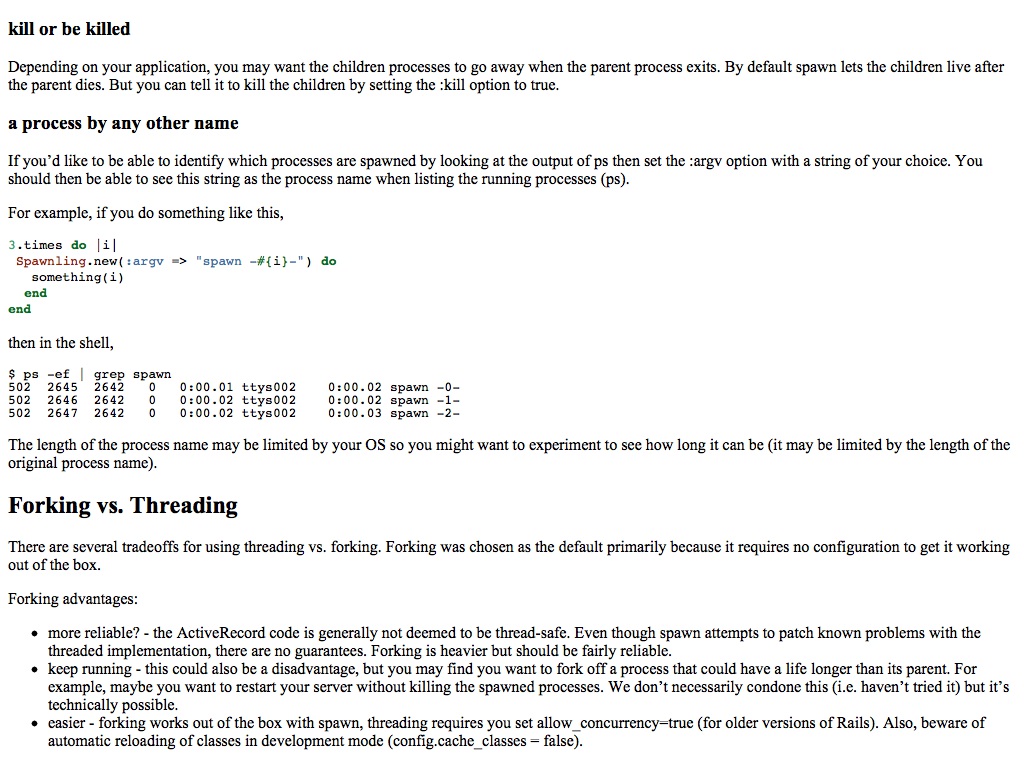 kill or be killed
Depending on your application, you may want the children processes to go away when the parent process exits. By default spawn lets the children live after
the parent dies. But you can tell it to kill the children by setting the :kill option to true.
a process by any other name
If you’d like to be able to identify which processes are spawned by looking at the output of ps then set the :argv option with a string of your choice. You
should then be able to see this string as the process name when listing the running processes (ps).
For example, if you do something like this,
3.times do |i|
 Spawnling.new(:argv => "spawn -#{i}-") do
   something(i)
  end
end
then in the shell,
$ ps -ef | grep spawn
502  2645  2642   0   0:00.01 ttys002    0:00.02 spawn -0-
502  2646  2642   0   0:00.02 ttys002    0:00.02 spawn -1-
502  2647  2642   0   0:00.02 ttys002    0:00.03 spawn -2-
The length of the process name may be limited by your OS so you might want to experiment to see how long it can be (it may be limited by the length of the
original process name).
Forking vs. Threading
There are several tradeoffs for using threading vs. forking. Forking was chosen as the default primarily because it requires no configuration to get it working
out of the box.
Forking advantages:
• more reliable? - the ActiveRecord code is generally not deemed to be thread-safe. Even though spawn attempts to patch known problems with the
threaded implementation, there are no guarantees. Forking is heavier but should be fairly reliable.
• keep running - this could also be a disadvantage, but you may find you want to fork off a process that could have a life longer than its parent. For
example, maybe you want to restart your server without killing the spawned processes. We don’t necessarily condone this (i.e. haven’t tried it) but it’s
technically possible.
• easier - forking works out of the box with spawn, threading requires you set allow_concurrency=true (for older versions of Rails). Also, beware of
automatic reloading of classes in development mode (config.cache_classes = false).